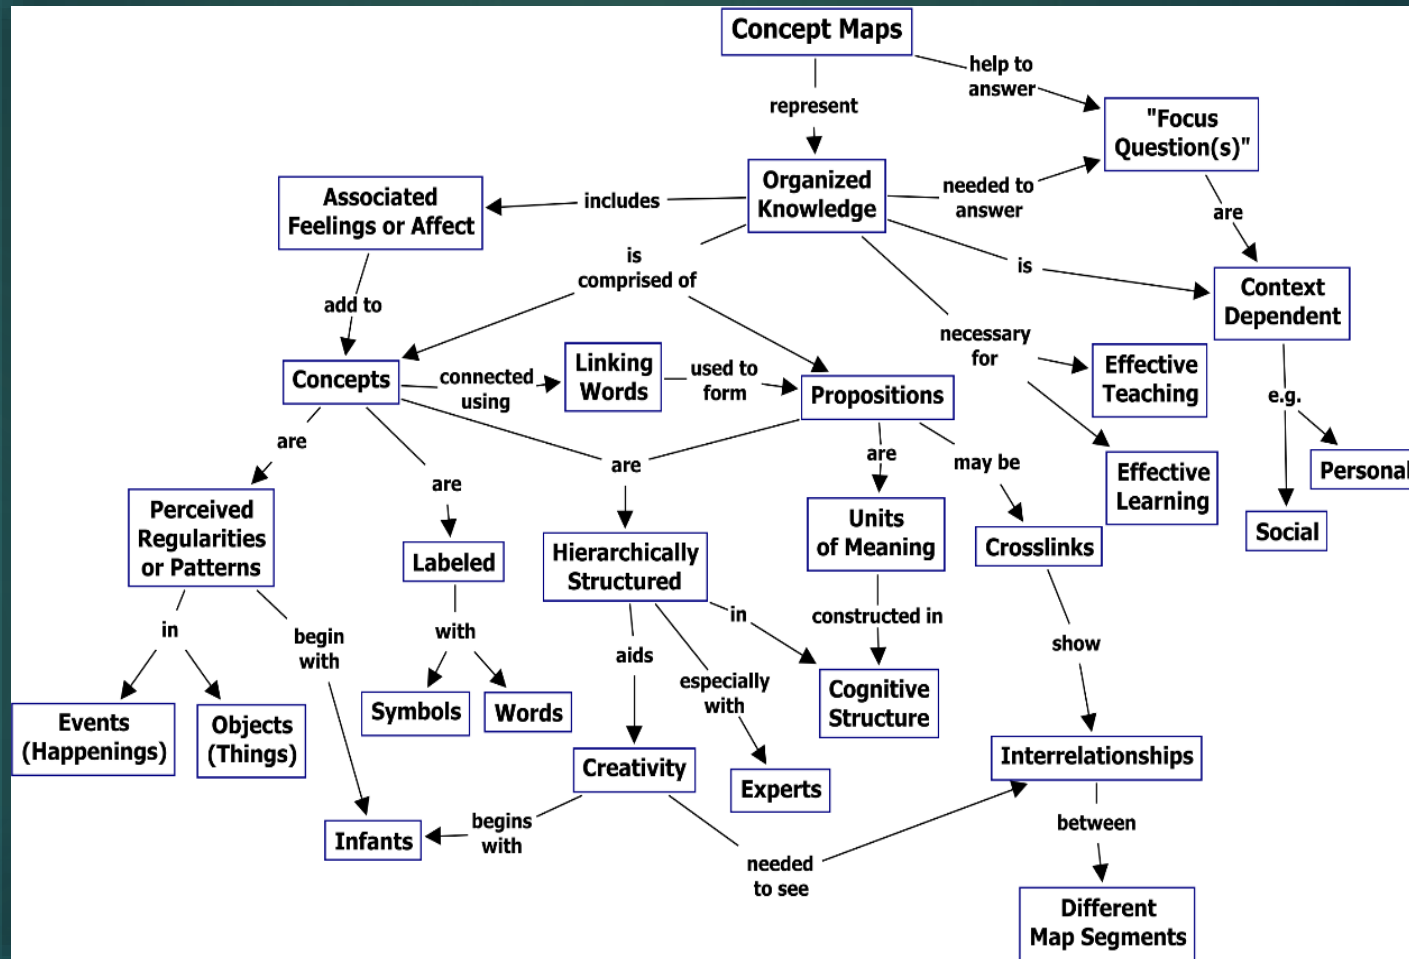 Concept Maps
help to
answer
represent
"Focus
Question(s)"
Organized
Knowledge
needed to
answer
Associated
Feelings or Affect
includes
are
is
comprised of
is
Context
Dependent
add to
necessary
for
Concepts
connected
using
Linking
Words
used to
form
Propositions
Effective
Teaching
e.g.
are
are
are
are
may be
Effective
Learning
Personal
Perceived
Regularities
or Patterns
Labeled
Hierarchically
Structured
Units
of Meaning
Crosslinks
Social
in
begin
with
with
aids
especially
with
in
constructed in
show
Events
(Happenings)
Objects
(Things)
Symbols
Words
Cognitive
Structure
Creativity
Experts
Interrelationships
Infants
begins
with
needed
to see
between
Different
Map Segments